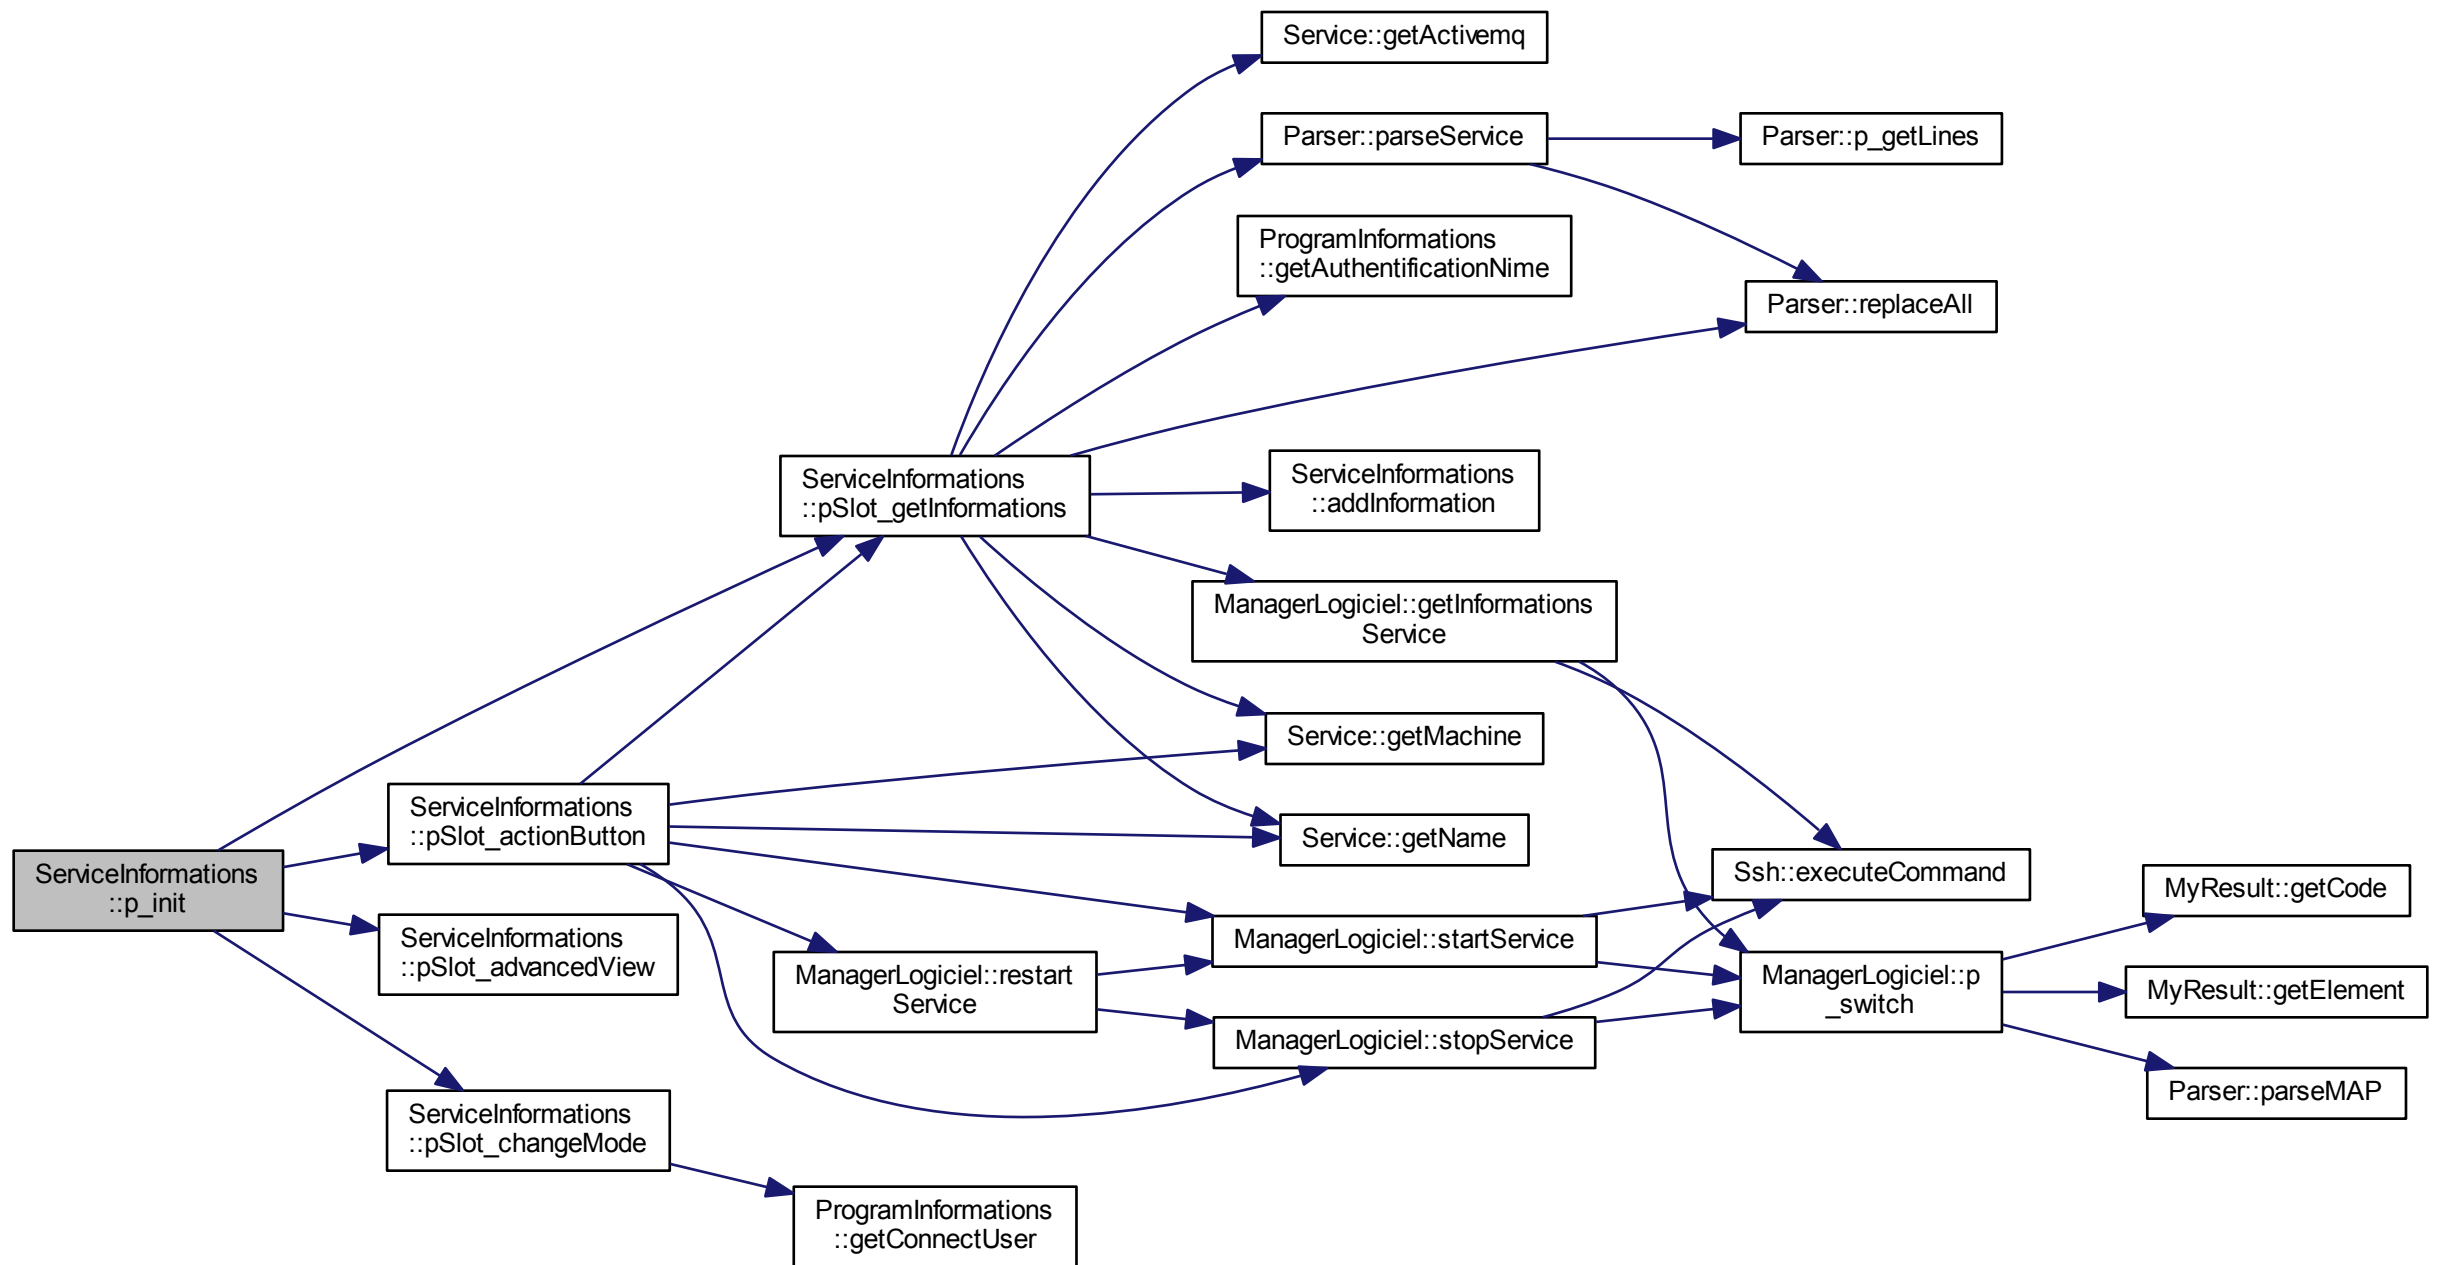 Service::getActivemq
Parser::parseService
Parser::p_getLines
ProgramInformations
::getAuthentificationNime
Parser::replaceAll
ServiceInformations
::pSlot_getInformations
ServiceInformations
::addInformation
ManagerLogiciel::getInformations
Service
Service::getMachine
ServiceInformations
::pSlot_actionButton
Service::getName
ServiceInformations
::p_init
Ssh::executeCommand
MyResult::getCode
ServiceInformations
::pSlot_advancedView
ManagerLogiciel::startService
ManagerLogiciel::restart
Service
ManagerLogiciel::p
_switch
MyResult::getElement
ManagerLogiciel::stopService
Parser::parseMAP
ServiceInformations
::pSlot_changeMode
ProgramInformations
::getConnectUser